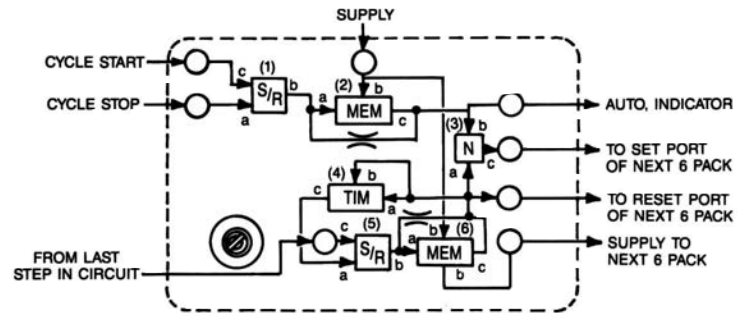 SUPPLY
CYCLE START
c
(1)
S/R
b
a
CYCLE STOP
(2)
b
a
MEM
c
AUTO, INDICATOR
(3)
b
N
c
a
TO SET PORT
OF NEXT 6 PACK
(4)
b
c
TIM
a
TO RESET PORT
OF NEXT 6 PACK
(5)
c
S/R
a
b
a
b
(6)
MEM
b
c
SUPPLY TO
NEXT 6 PACK
FROM LAST
STEP IN CIRCUIT